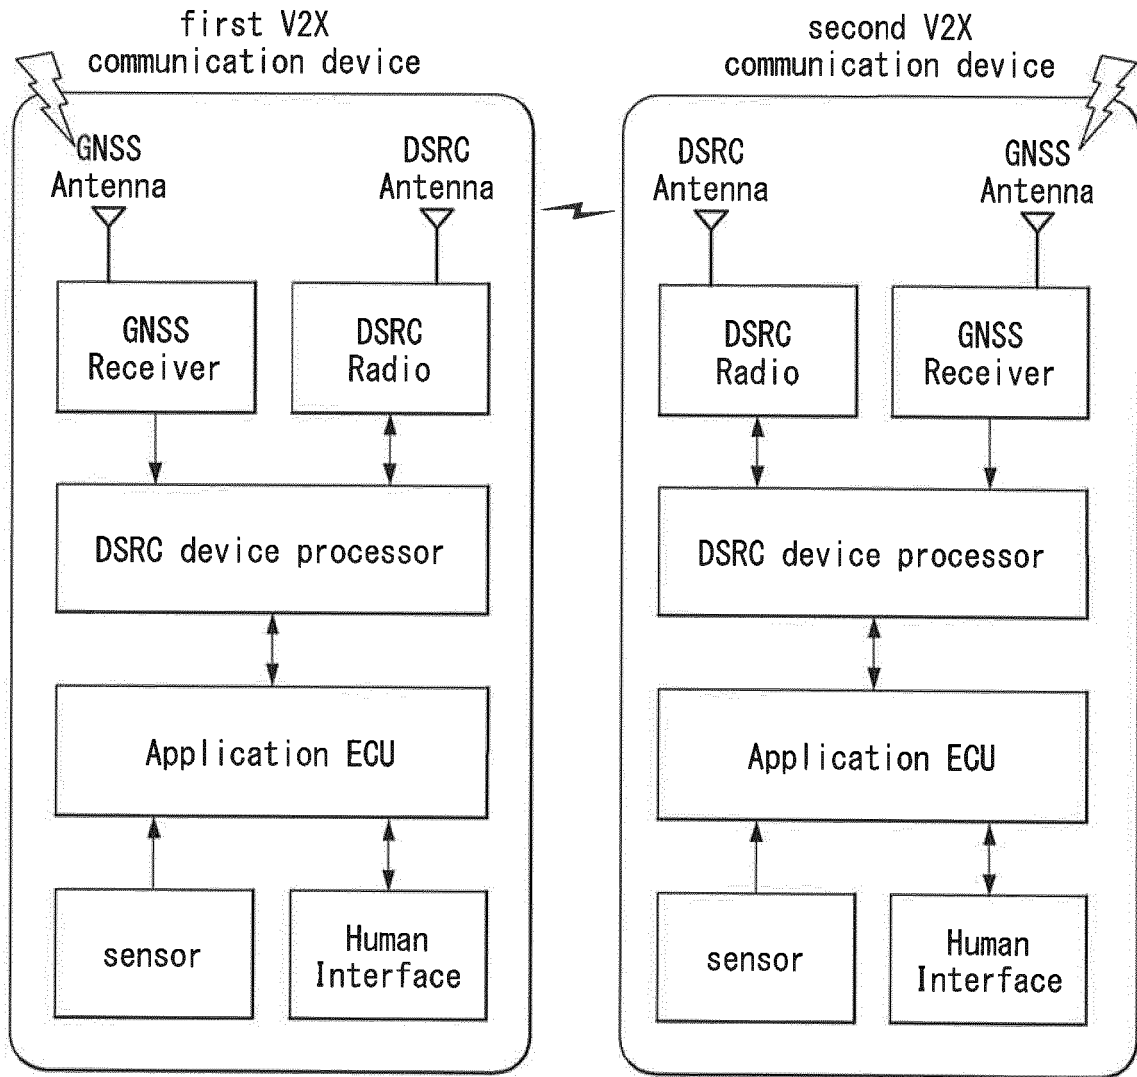 first V2X
communication device
GNSS
Antenna
DSRC
Antenna
GNSS
Receiver
DSRC
Radio
DSRC device processor
Application ECU
sensor
Human
Interface
second V2X
communication device
DSRC
Antenna
GNSS
Antenna
DSRC
Radio
GNSS
Receiver
DSRC device processor
Application ECU
sensor
Human
Interface